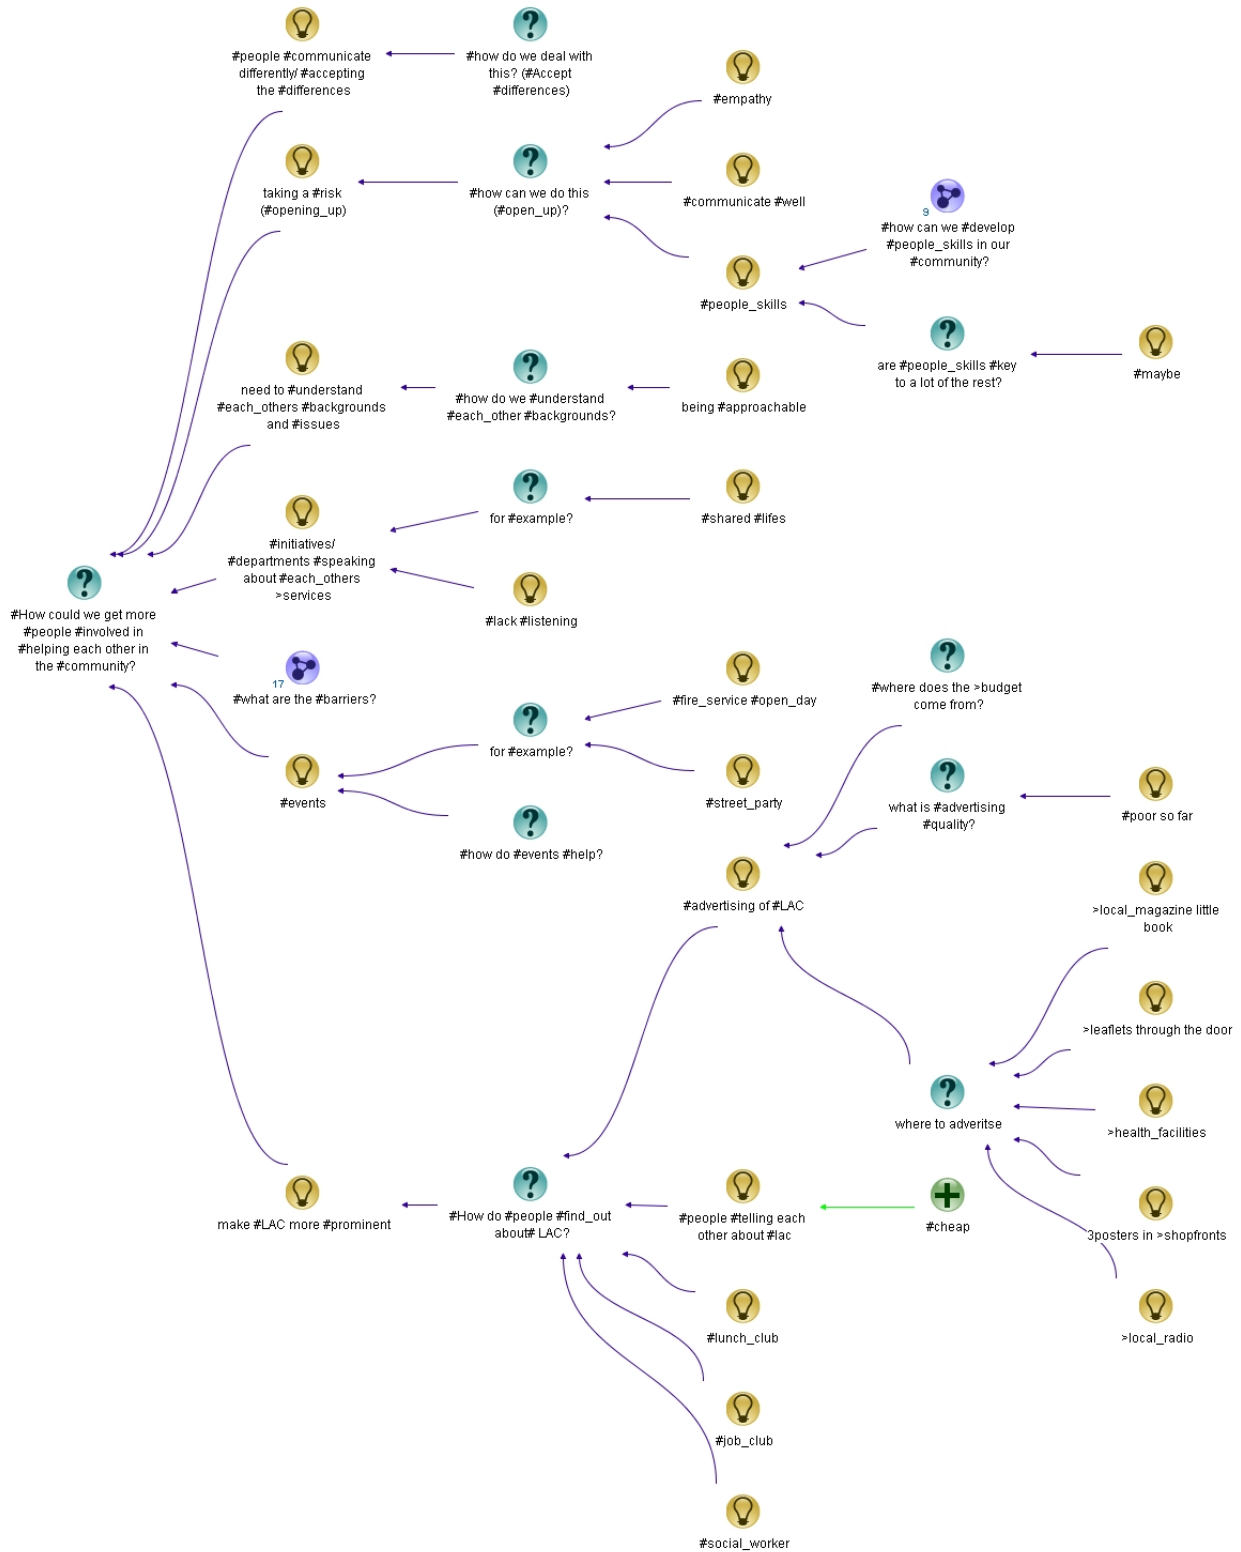 #people #communicate
differently/ #accepting
the #differences
#how do we deal with
this? (#Accept
#differences)
#empathy
taking a #risk
(#opening_up)
#how can we do this
(#open_up)?
#communicate #well
9
#how can we #develop
#people_skills in our
#community?
#people_skills
are #people_skills #key
to a lot of the rest?
#maybe
need to #understand
#each_others #backgrounds
and #issues
#how do we #understand
#each_other #backgrounds?
being #approachable
for #example?
#shared #lifes
#initiatives/
#departments #speaking
about #each_others
>services
#lack #listening
#How could we get more
#people #involved in
#helping each other in
the #community?
17
#what are the #barriers?
#fire_service #open_day
#where does the >budget
come from?
for #example?
#events
#street_party
what is #advertising
#quality?
#poor so far
#how do #events #help?
#advertising of #LAC
>local_magazine little
book
>leaflets through the door
where to adveritse
>health_facilities
make #LAC more #prominent
#How do #people #find_out
about# LAC?
#people #telling each
other about #lac
#cheap
3posters in >shopfronts
#lunch_club
>local_radio
#job_club
#social_worker